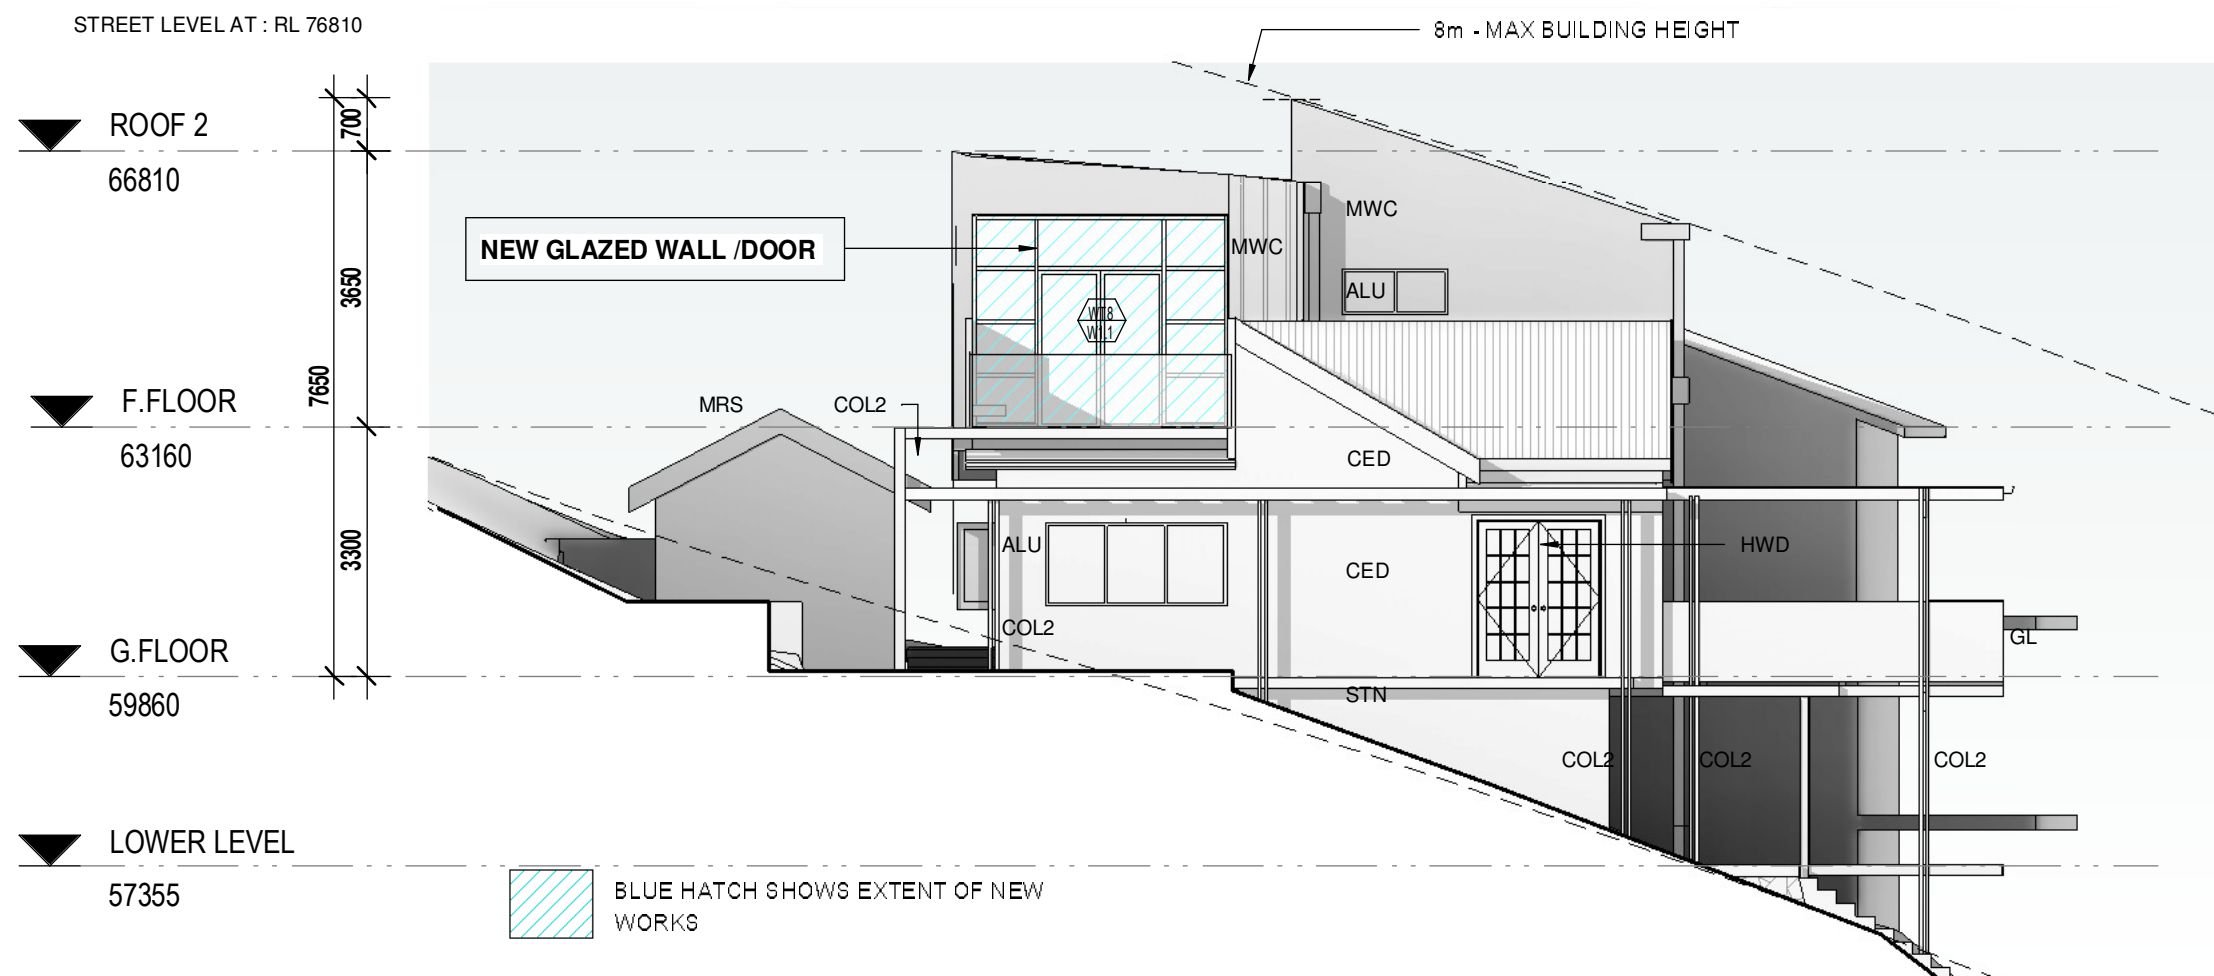 STREET LEVEL AT : RL 76810
8m - MAX BUILDING HEIGHT
ROOF 2
66810
700
MWC
NEW GLAZED WALL /DOOR
MWC
ALU
3650
7650
F.FLOOR
63160
MRS
COL2
CED
3300
ALU
HWD
CED
COL2
GL
G.FLOOR
59860
STN
COL2
COL2
COL2
LOWER LEVEL
57355
BLUE HATCH SHOWS EXTENT OF NEW
WORKS